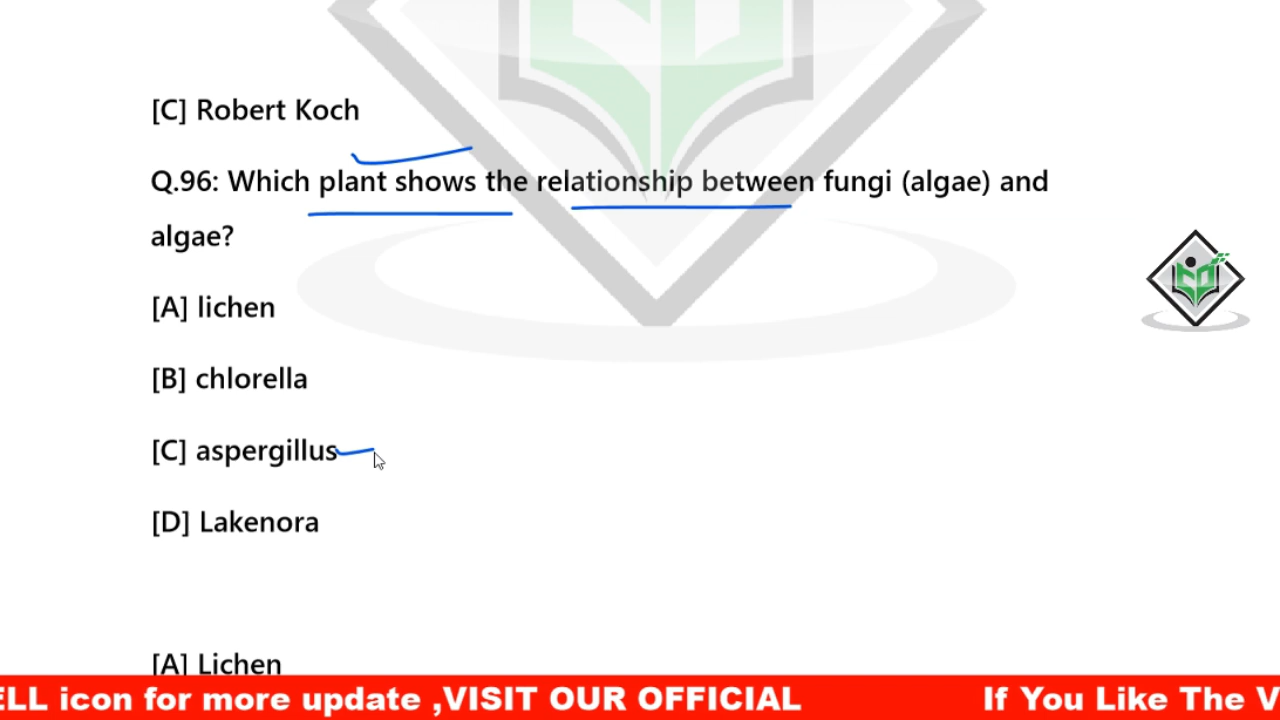 [C] Robert Koch
Q.96: Which plant shows the relationship between fungi (algae) and
algae?
[A] lichen
[B] chlorella
[C] aspergillus
[D] Lakenora
[A] Lichen
ELL icon for more update ,VISIT OUR OFFICIAL If You Like The V